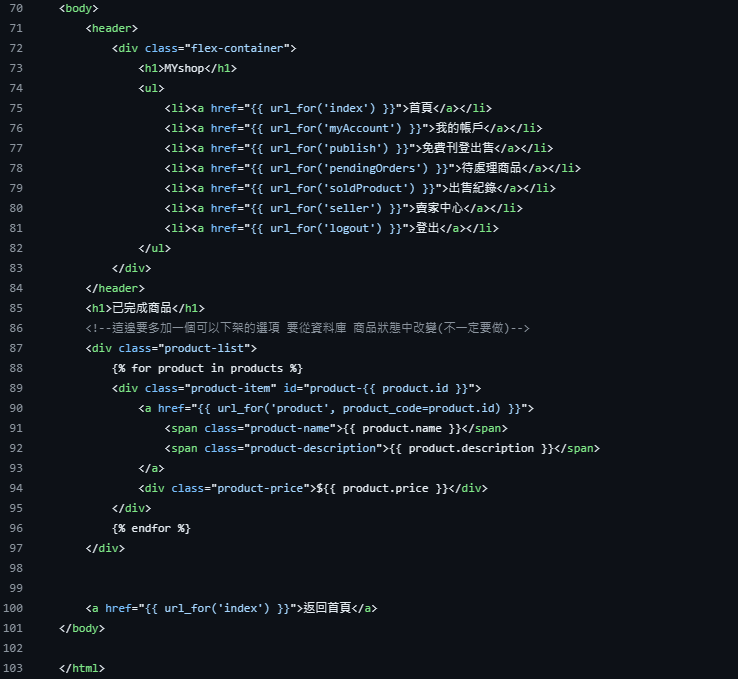 70 <body>
71 <header>
72 <div class="flex-container">
73 <h1>MYshop</h1>
74 <ul>
75 <li><a href="{{ url_for('index') }}">首頁</a></li>
76 <li><a href="{{ url_for('myAccount') }}">我的帳戶</a></li>
77 <li><a href="{{ url_for('publish') }}">免費刊登出售</a></li>
78 <li><a href="{{ url_for('pendingOrders') }}">待處理商品</a></li>
79 <li><a href="{{ url_for('soldProduct') }}">出售紀錄</a></li>
80 <li><a href="{{ url_for('seller') }}">賣家中心</a></li>
81 <li><a href="{{ url_for('logout') }}">登出</a></li>
82 </ul>
83 </div>
84 </header>
85 <h1>已完成商品</h1>
86 <!--這邊要多加一個可以下架的選項 要從資料庫 商品狀態中改變(不一定要做)-->
87 <div class="product-list">
88 {% for product in products %}
89 <div class="product-item" id="product-{{ product.id }}">
90 <a href="{{ url_for('product', product_code=product.id) }}">
91 <span class="product-name">{{ product.name }}</span>
92 <span class="product-description">{{ product.description }}</span>
93 </a>
94 <div class="product-price">${{ product.price }}</div>
95 </div>
96 {% endfor %}
97 </div>
98
99
100 <a href="{{ url_for('index') }}">返回首頁</a>
101 </body>
102
103 </html>